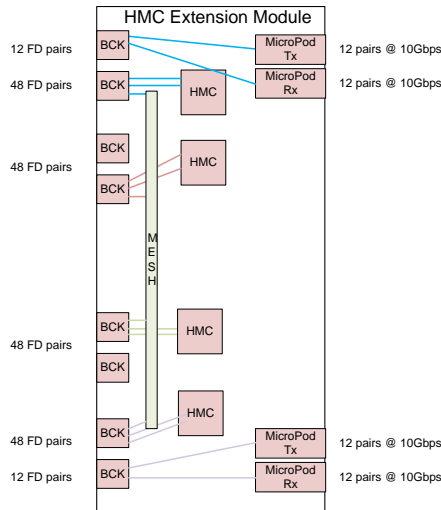 HMC Extension Module
12 FD pairs
BCK
MicroPod
Tx
12 pairs @ 10Gbps
48 FD pairs
BCK
HMC
MicroPod
Rx
12 pairs @ 10Gbps
BCK
HMC
48 FD pairs
BCK
M
E
S
H
BCK
HMC
48 FD pairs
BCK
HMC
48 FD pairs
BCK
MicroPod
Tx
12 pairs @ 10Gbps
12 FD pairs
BCK
MicroPod
Rx
12 pairs @ 10Gbps